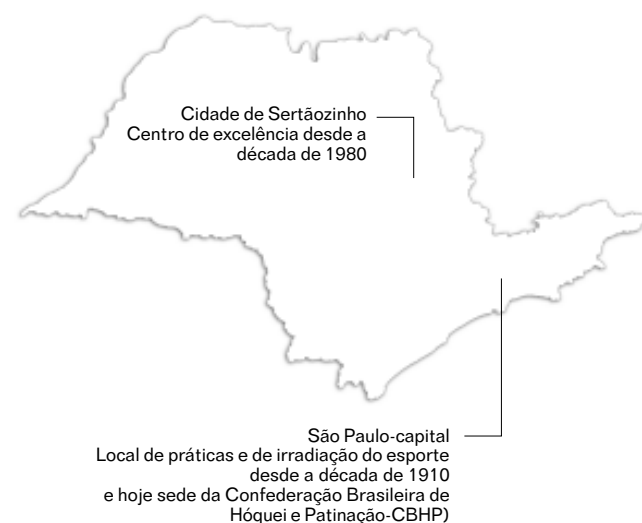 Cidade de Sertãozinho
Centro de excelência desde a
década de 1980
São Paulo-capital
Local de práticas e de irradiação do esporte
desde a década de 1910
e hoje sede da Confederação Brasileira de
Hóquei e Patinação-CBHP)